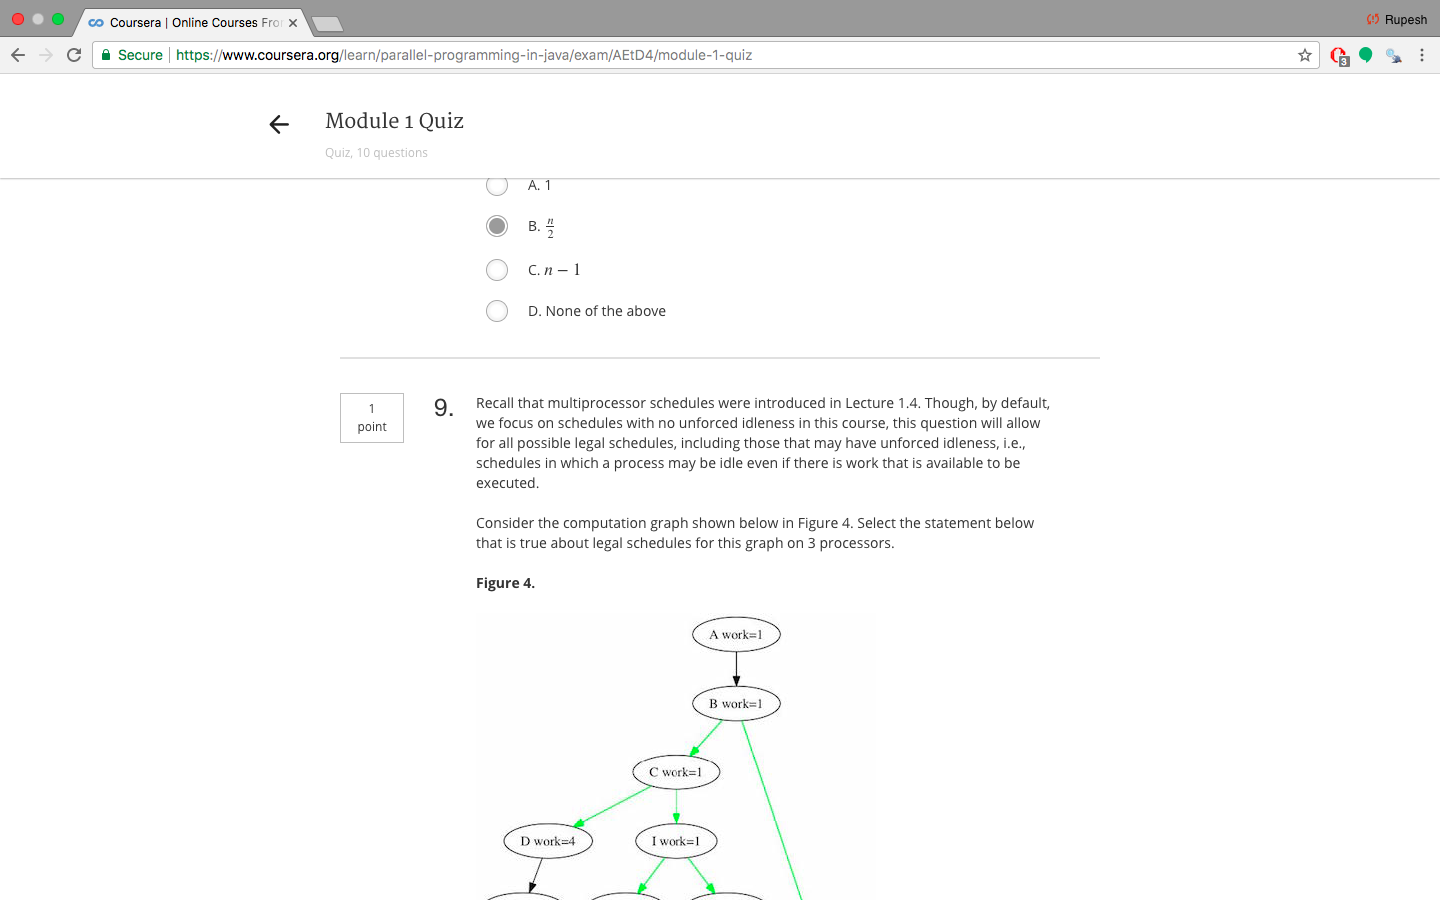 Coursera | Online Courses Fro
Rupesh
Secure https://www.coursera.org/learn/parallel-programming-in-java/exam/AEtD4/module-1-quiz
3
Module 1 Quiz
Quiz, 10 questions
A. 1
B. n/2
C. n − 1
D. None of the above
1
point
9.
Recall that multiprocessor schedules were introduced in Lecture 1.4. Though, by default,
we focus on schedules with no unforced idleness in this course, this question will allow
for all possible legal schedules, including those that may have unforced idleness, i.e.,
schedules in which a process may be idle even if there is work that is available to be
executed.
Consider the computation graph shown below in Figure 4. Select the statement below
that is true about legal schedules for this graph on 3 processors.
Figure 4.
A work=1
B work=1
C work=1
D work=4
I work=1